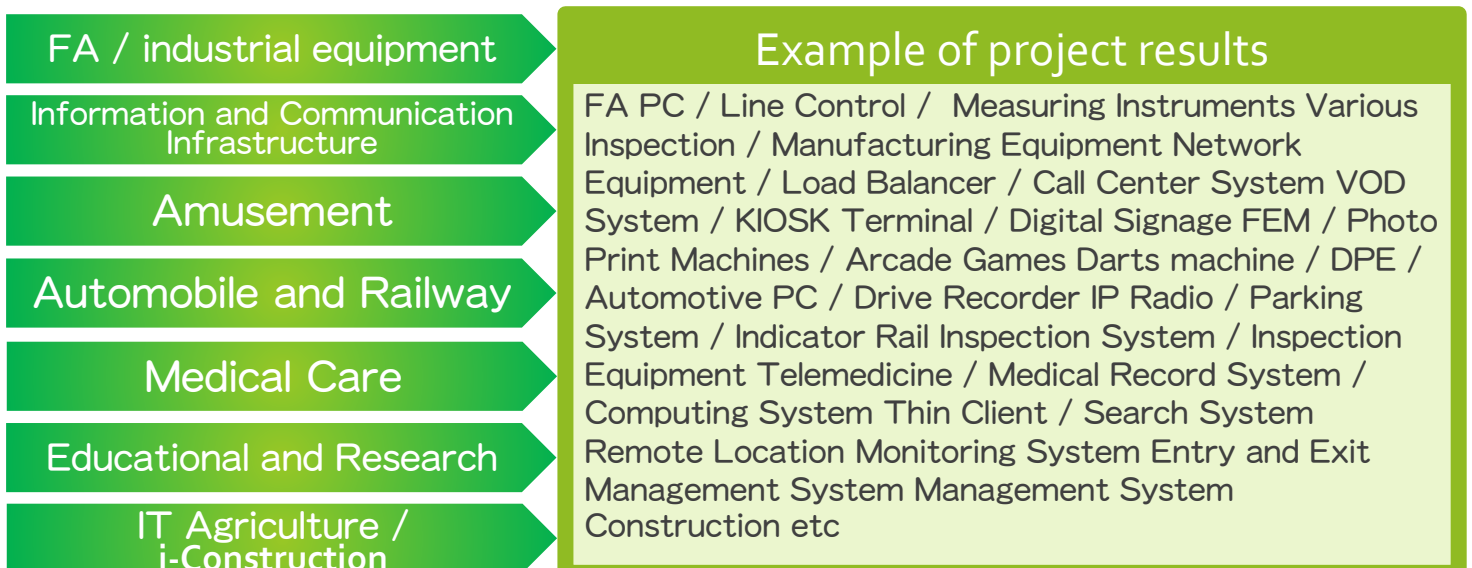 FA / industrial equipment
Information and Communication
Infrastructure
Amusement
Automobile and Railway
Medical Care
Educational and Research
IT Agriculture /
i-Construction
Example of project results
FA PC / Line Control / Measuring Instruments Various
Inspection / Manufacturing Equipment Network
Equipment / Load Balancer / Call Center System VOD
System / KIOSK Terminal / Digital Signage FEM / Photo
Print Machines / Arcade Games Darts machine / DPE /
Automotive PC / Drive Recorder IP Radio / Parking
System / Indicator Rail Inspection System / Inspection
Equipment Telemedicine / Medical Record System /
Computing System Thin Client / Search System
Remote Location Monitoring System Entry and Exit
Management System Management System
Construction etc